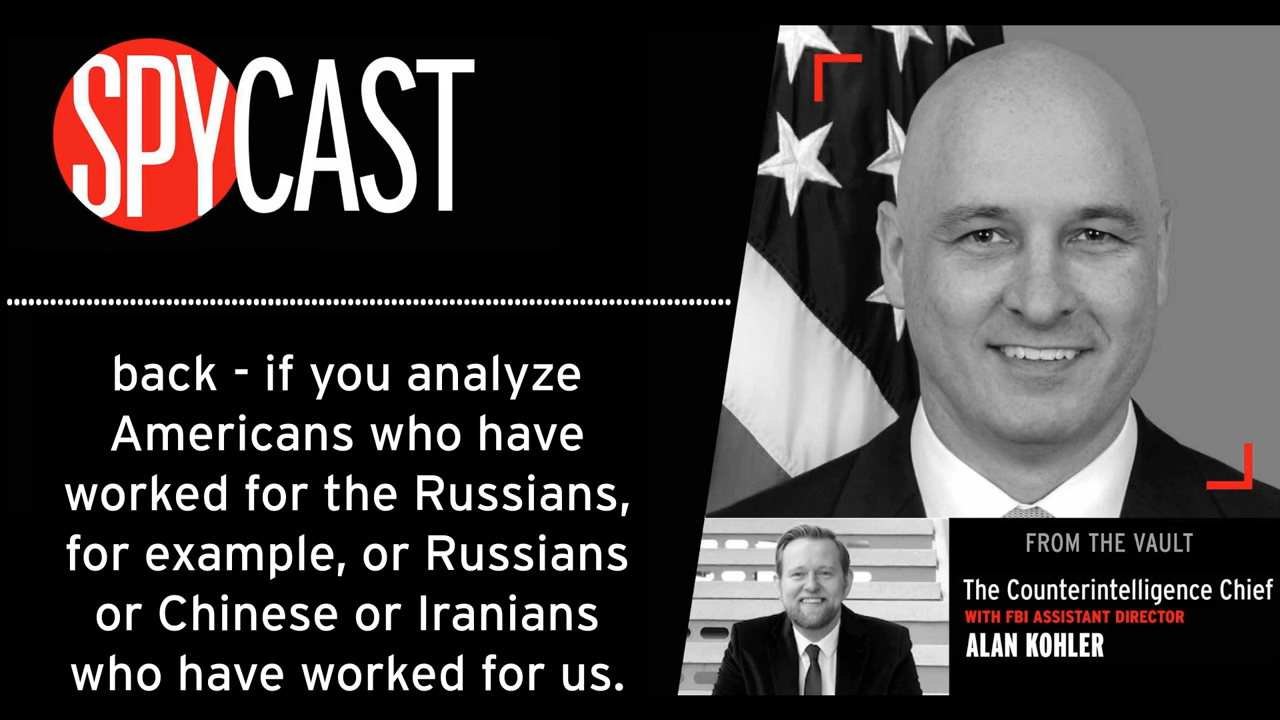 SPYCAST
back - if you analyze
Americans who have
worked for the Russians,
for example, or Russians
or Chinese or Iranians
who have worked for us.
FROM THE VAULT
The Counterintelligence Chief
WITH FBI ASSISTANT DIRECTOR
ALAN KOHLER